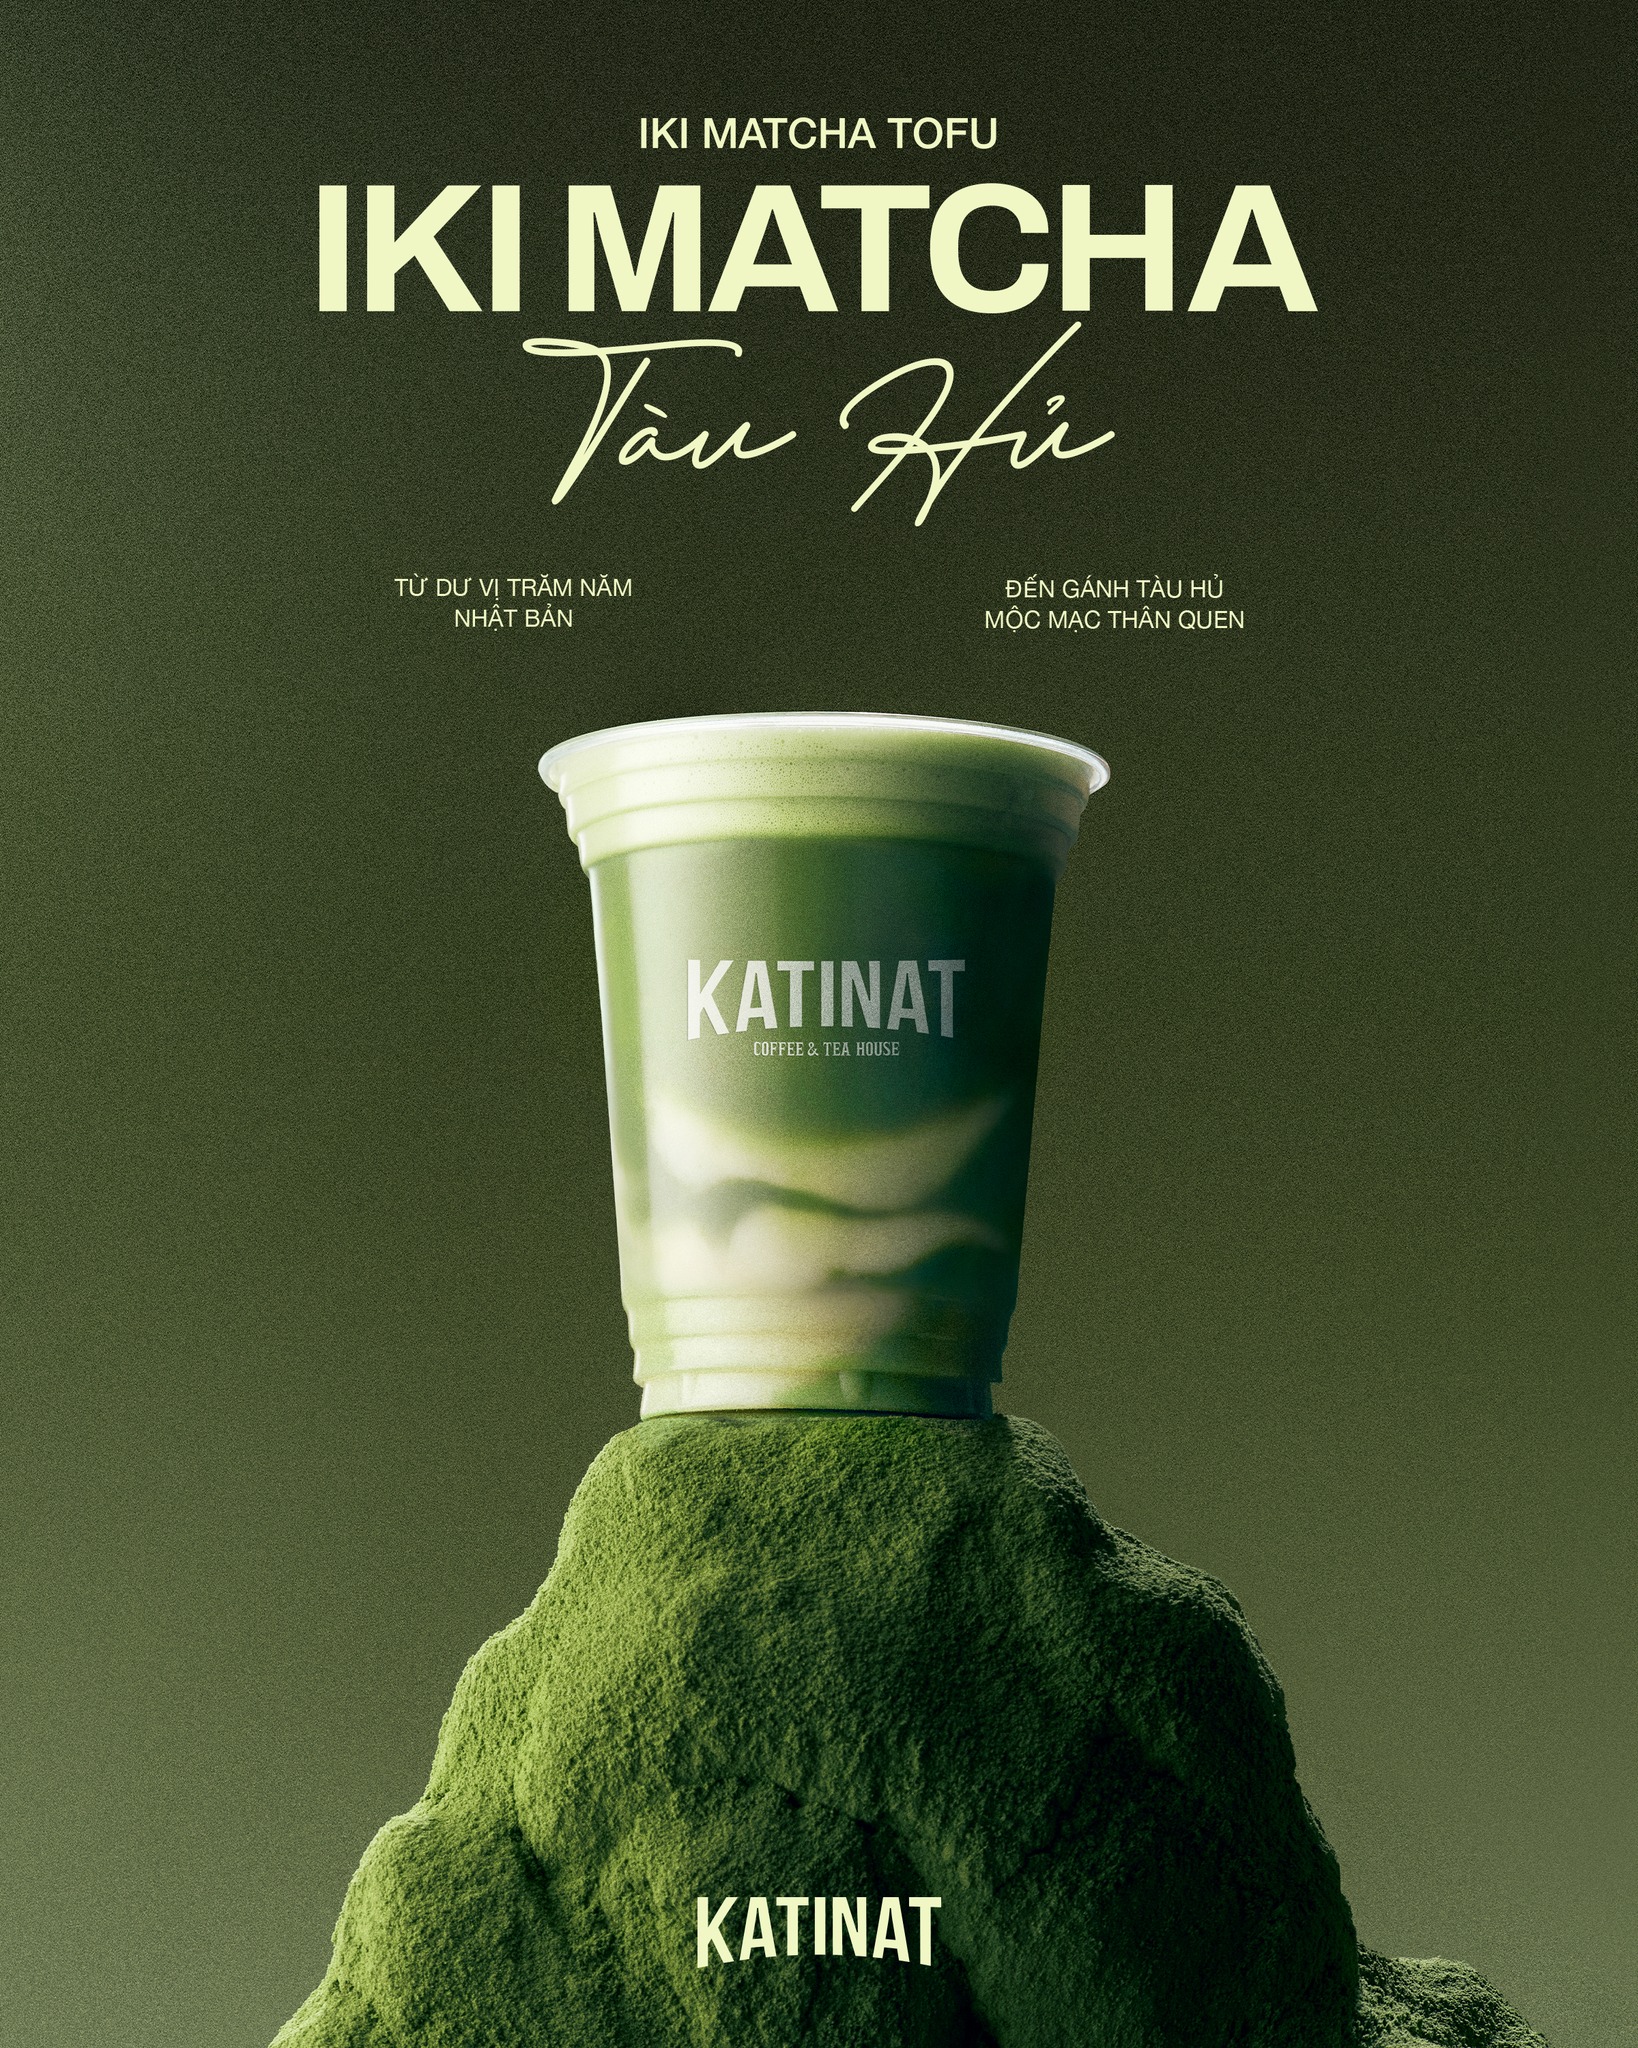 IKI MATCHA TOFU
IKI MATCHA
Tàu Hủ
TỪ DƯ VỊ TRĂM NĂM
NHẬT BẢN
ĐẾN GÁNH TÀU HỦ
MỘC MẠC THÂN QUEN
KATINAT
COFFEE & TEA HOUSE
KATINAT